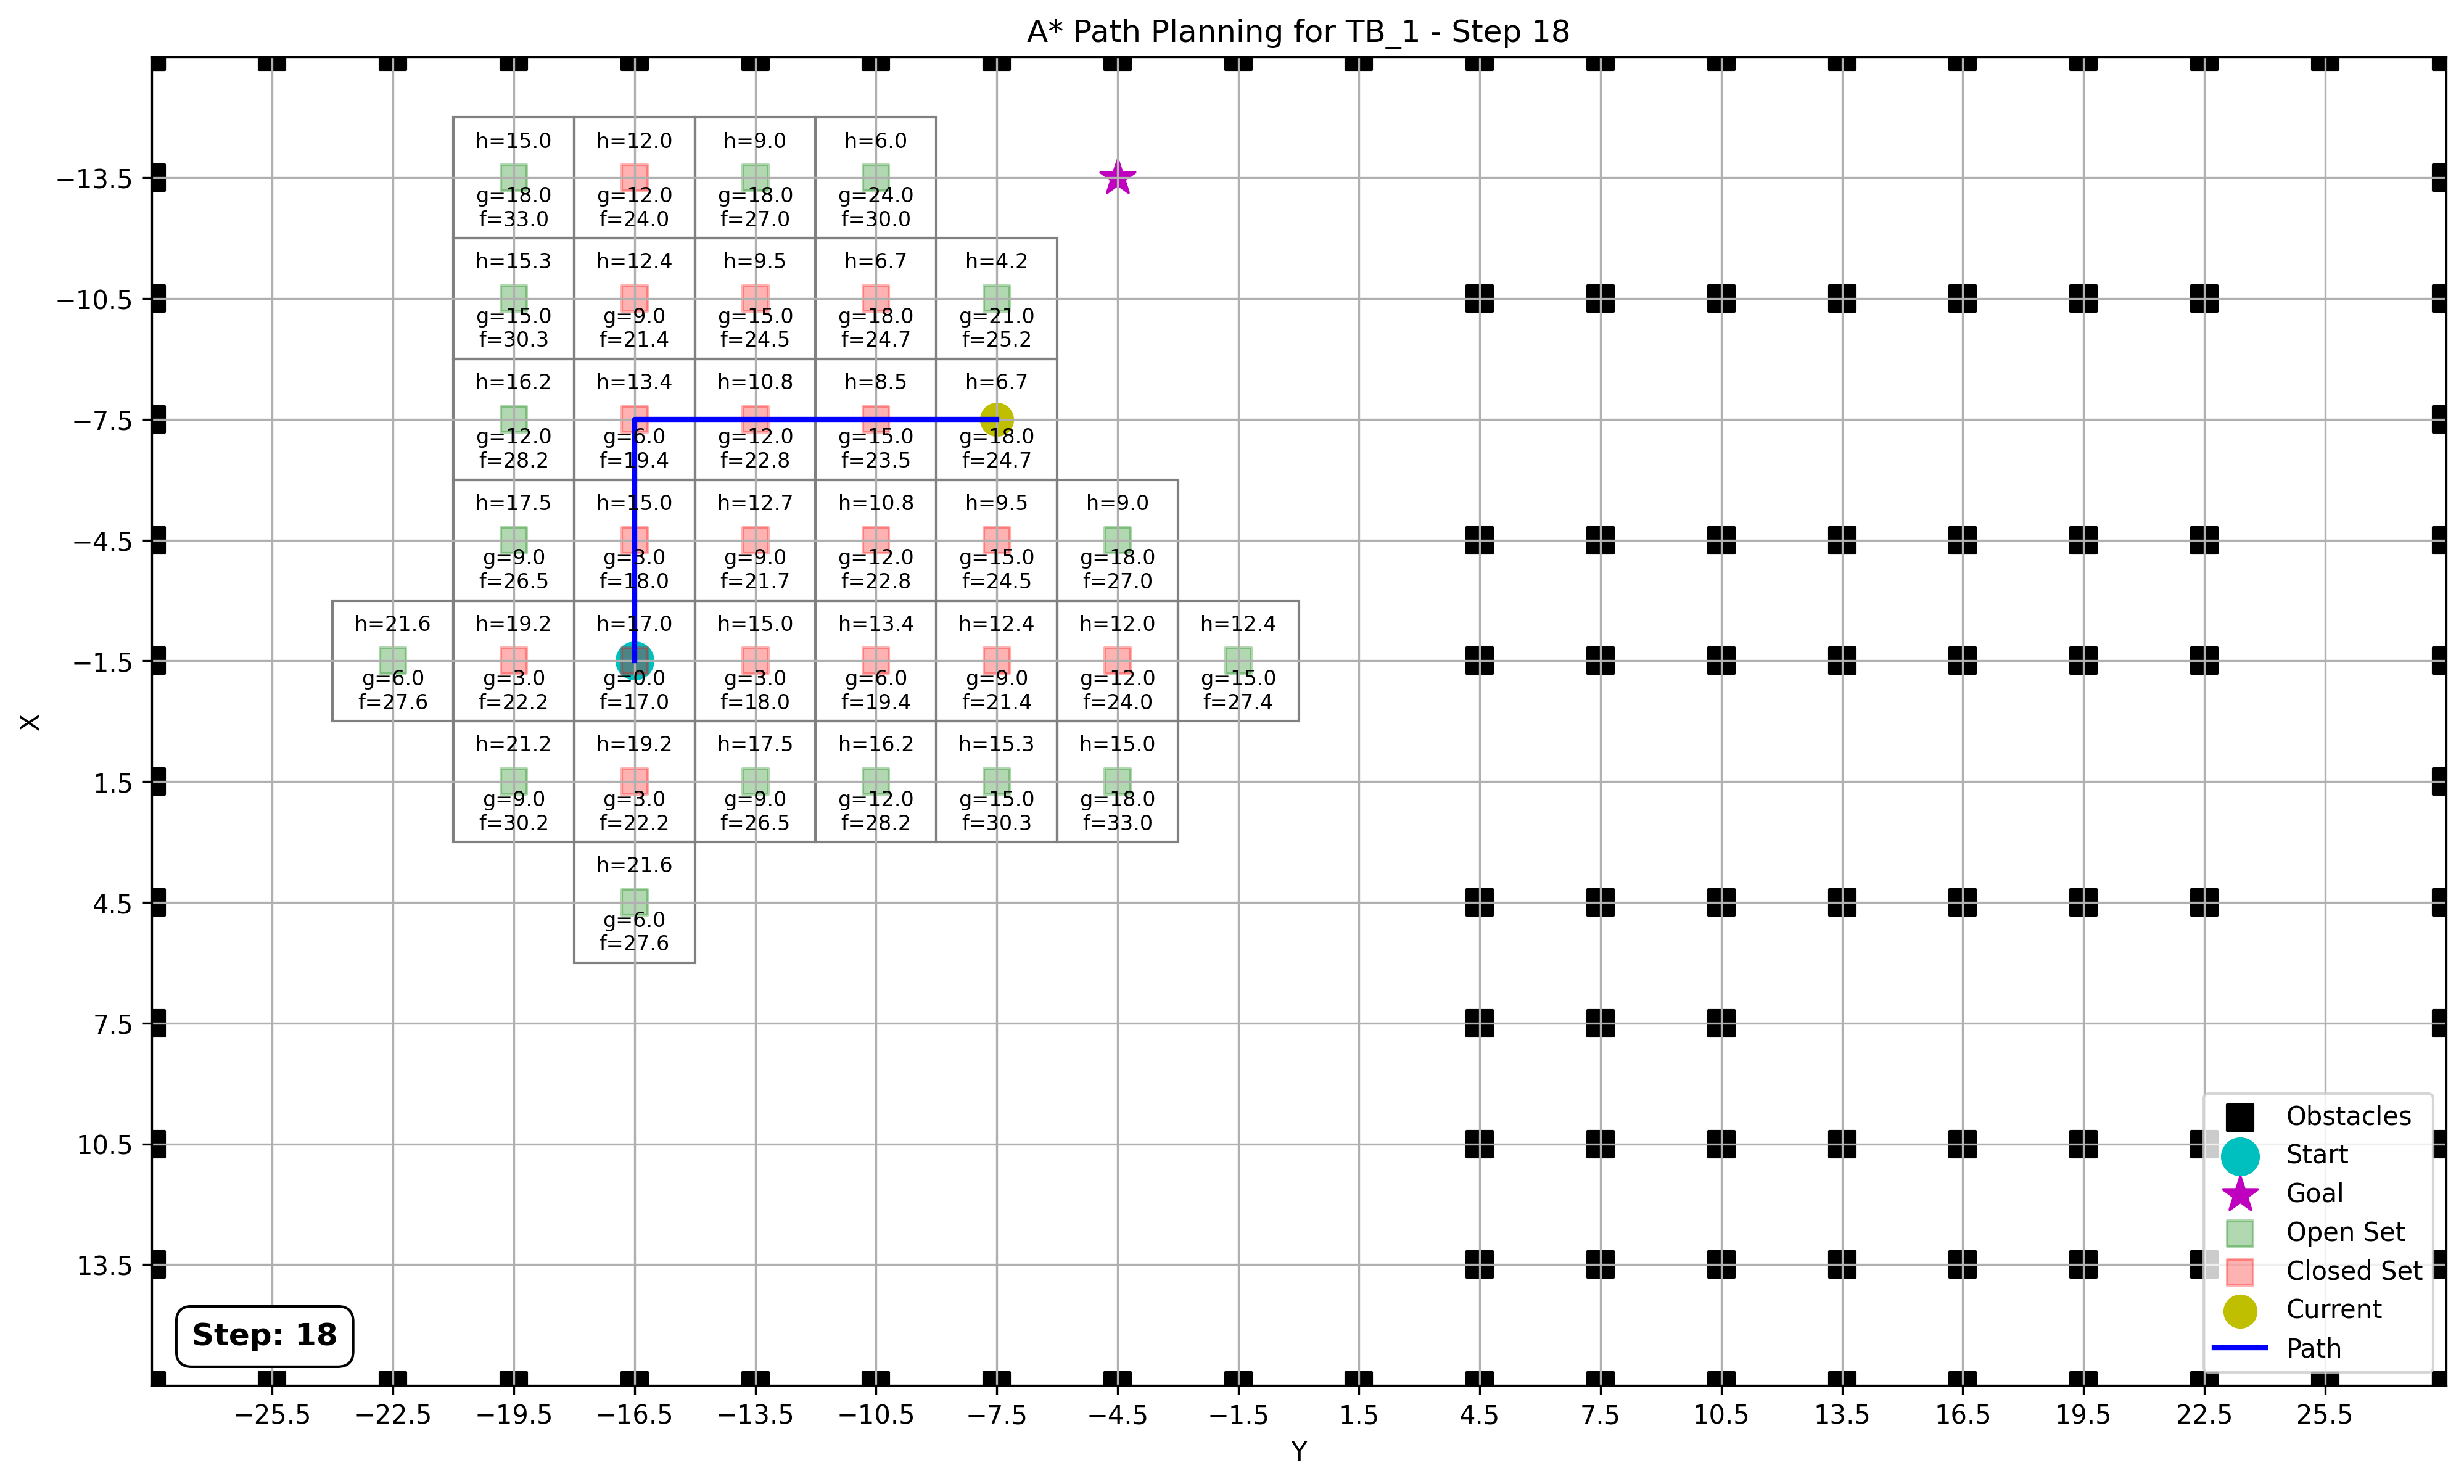 A* Path Planning for TB_1 - Step 18
h=15.0 h=12.0 h=9.0 h=6.0
−13.5
g=18.0 g=12.0 g=18.0 g=24.0
f=33.0 f=24.0 f=27.0 f=30.0
h=15.3 h=12.4 h=9.5 h=6.7 h=4.2
−10.5
g=15.0 g=9.0 g=15.0 g=18.0 g=21.0
f=30.3 f=21.4 f=24.5 f=24.7 f=25.2
h=16.2 h=13.4 h=10.8 h=8.5 h=6.7
−7.5
g=12.0 g=6.0 g=12.0 g=15.0 g=18.0
f=28.2 f=19.4 f=22.8 f=23.5 f=24.7
h=17.5 h=15.0 h=12.7 h=10.8 h=9.5 h=9.0
−4.5
g=9.0 g=3.0 g=9.0 g=12.0 g=15.0 g=18.0
f=26.5 f=18.0 f=21.7 f=22.8 f=24.5 f=27.0
h=21.6 h=19.2 h=17.0 h=15.0 h=13.4 h=12.4 h=12.0 h=12.4
−1.5
g=6.0 g=3.0 g=0.0 g=3.0 g=6.0 g=9.0 g=12.0 g=15.0
f=27.6 f=22.2 f=17.0 f=18.0 f=19.4 f=21.4 f=24.0 f=27.4
X
h=21.2 h=19.2 h=17.5 h=16.2 h=15.3 h=15.0
1.5
g=9.0 g=3.0 g=9.0 g=12.0 g=15.0 g=18.0
f=30.2 f=22.2 f=26.5 f=28.2 f=30.3 f=33.0
h=21.6
4.5
g=6.0
f=27.6
7.5
10.5
13.5
Obstacles
Start
Goal
Open Set
Closed Set
Current
Path
Step: 18
−25.5 −22.5 −19.5 −16.5 −13.5 −10.5 −7.5 −4.5 −1.5 1.5 4.5 7.5 10.5 13.5 16.5 19.5 22.5 25.5
Y